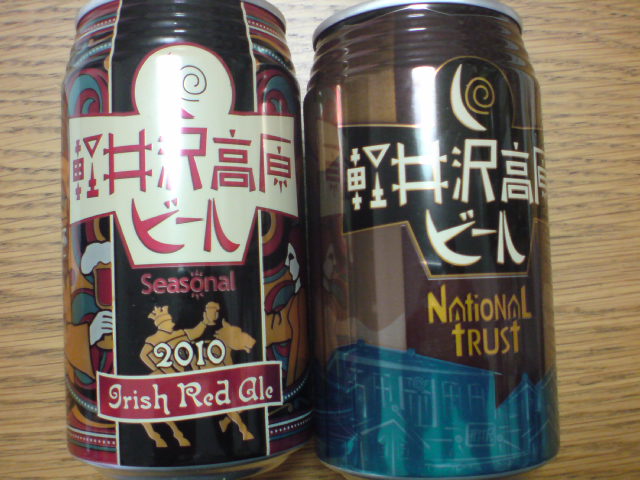 軽井沢高原
ビール
Seasonal
2010
Irish Red Ale
軽井沢高原
ビール
NATIONAL
TRUST